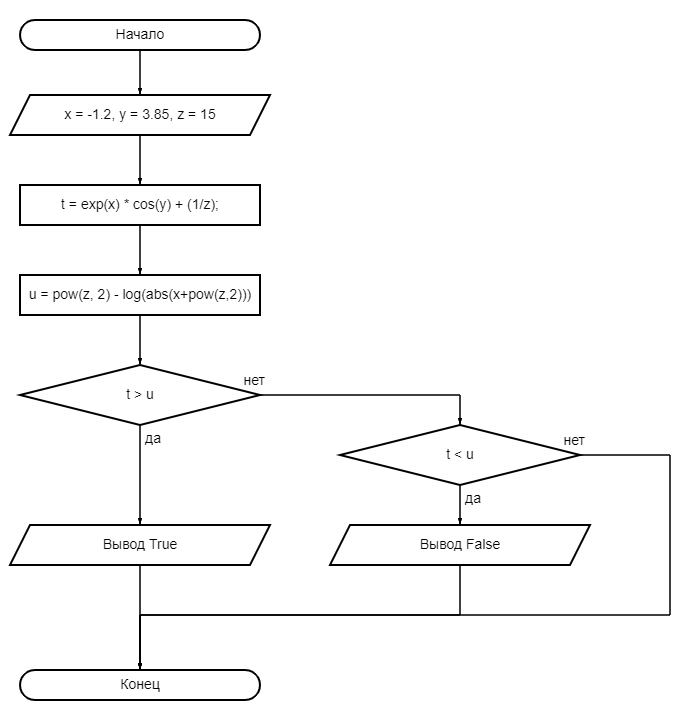 Начало
x = -1.2, y = 3.85, z = 15
t = exp(x) * cos(y) + (1/z);
u = pow(z, 2) - log(abs(x+pow(z,2)))
t > u
нет
да
t < u
нет
да
Вывод True
Вывод False
Конец